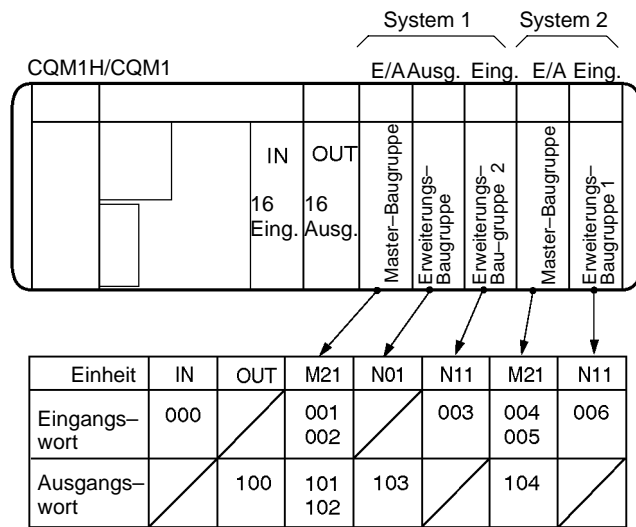 System 1 System 2
CQM1H/CQM1 E/A Ausg. Eing. E/A Eing.
IN OUT
16 Eing.
16 Ausg.
Master–Baugruppe
Erweiterungs–
Baugruppe
Erweiterungs–
Bau–gruppe 2
Master–Baugruppe
Erweiterungs–
Baugruppe 1
Einheit IN OUT M21 N01 N11 M21 N11
Eingangs– 000 001 003 004 006
wort 002 005
Ausgangs– 100 101 103 104
wort 102